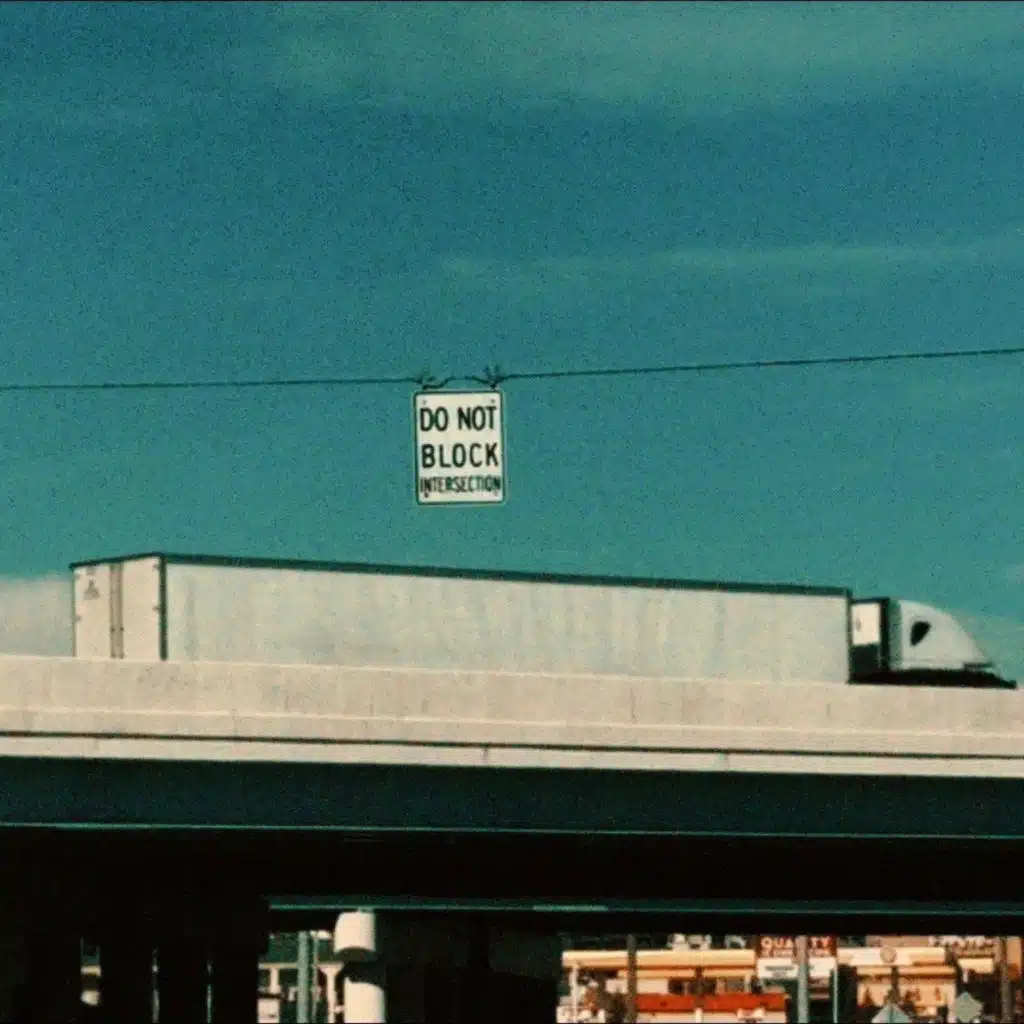 DO NOT
BLOCK
INTERSECTION
QUALITY